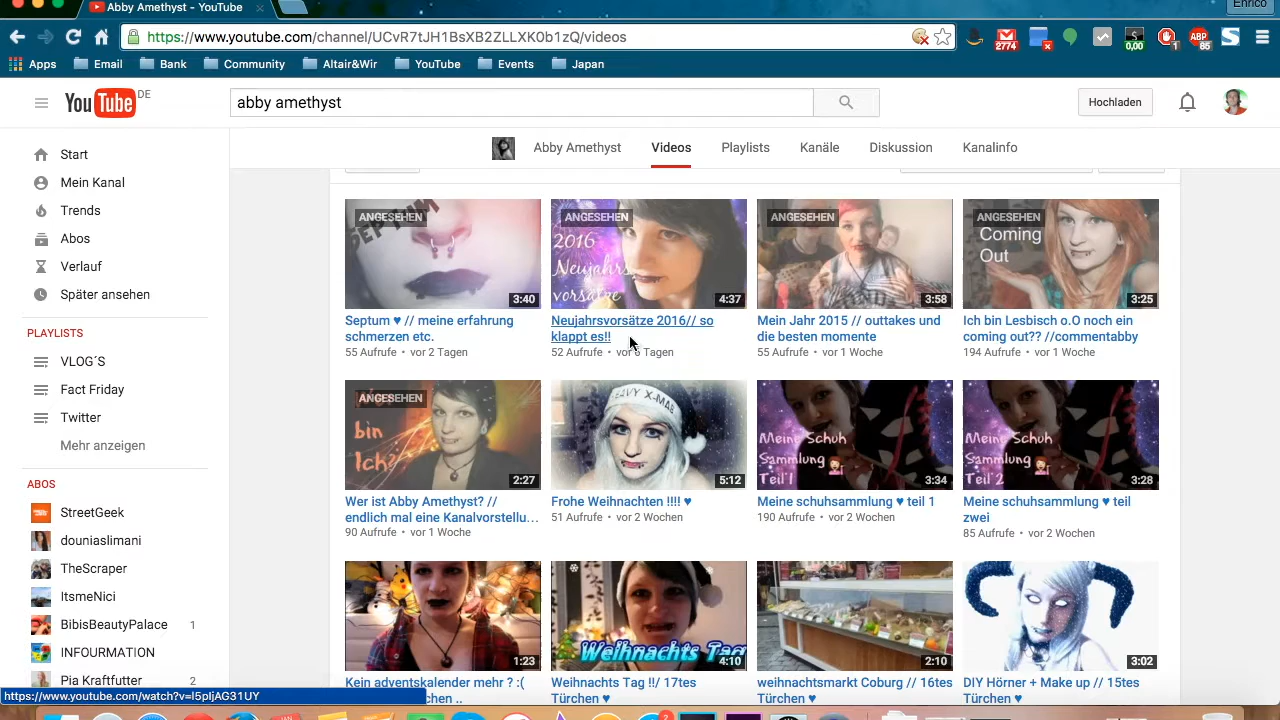 Abby Amethyst - YouTube
Enrico
https://www.youtube.com/channel/UCvR7tJH1BsXB2ZLLXK0b1zQ/videos
2774
0,00
1
ABP
85
Apps
Email
Bank
Community
Altair&Wir
YouTube
Events
Japan
YouTube DE
abby amethyst
Hochladen
Abby Amethyst
Videos
Playlists
Kanäle
Diskussion
Kanalinfo
Start
Mein Kanal
Trends
Abos
Verlauf
Später ansehen
PLAYLISTS
VLOG´S
Fact Friday
Twitter
Mehr anzeigen
ABOS
StreetGeek
douniaslimani
TheScraper
ItsmeNici
BibisBeautyPalace 1
INFOURMATION
Pia Kraftfutter 2
ANGESEHEN
3:40
Septum ♥ // meine erfahrung
schmerzen etc.
55 Aufrufe • vor 2 Tagen
ANGESEHEN
2016
Neujahrs
vorsätze
4:37
Neujahrsvorsätze 2016// so
klappt es!!
52 Aufrufe • vor Tagen
ANGESEHEN
3:58
Mein Jahr 2015 // outtakes und
die besten momente
55 Aufrufe • vor 1 Woche
ANGESEHEN
Coming
Out
3:25
Ich bin Lesbisch o.O noch ein
coming out?? //commentabby
194 Aufrufe • vor 1 Woche
ANGESEHEN
bin
Ich?
2:27
Wer ist Abby Amethyst? //
endlich mal eine Kanalvorstellu...
90 Aufrufe • vor 1 Woche
X-MAS
5:12
Frohe Weihnachten !!!! ♥
51 Aufrufe • vor 2 Wochen
Meine Schuh
Sammlung
Teil 1
3:34
Meine schuhsammlung ♥ teil 1
190 Aufrufe • vor 2 Wochen
Meine Schuh
Sammlung
Teil 2
3:28
Meine schuhsammlung ♥ teil
zwei
85 Aufrufe • vor 2 Wochen
1:23
Kein adventskalender mehr ? :(
Weihnachts Tag
4:10
Weihnachts Tag !!/ 17tes
Türchen ♥
2:10
weihnachtsmarkt Coburg // 16tes
Türchen ♥
3:02
DIY Hörner + Make up // 15tes
Türchen ♥
https://www.youtube.com/watch?v=I5pIjAG31UY